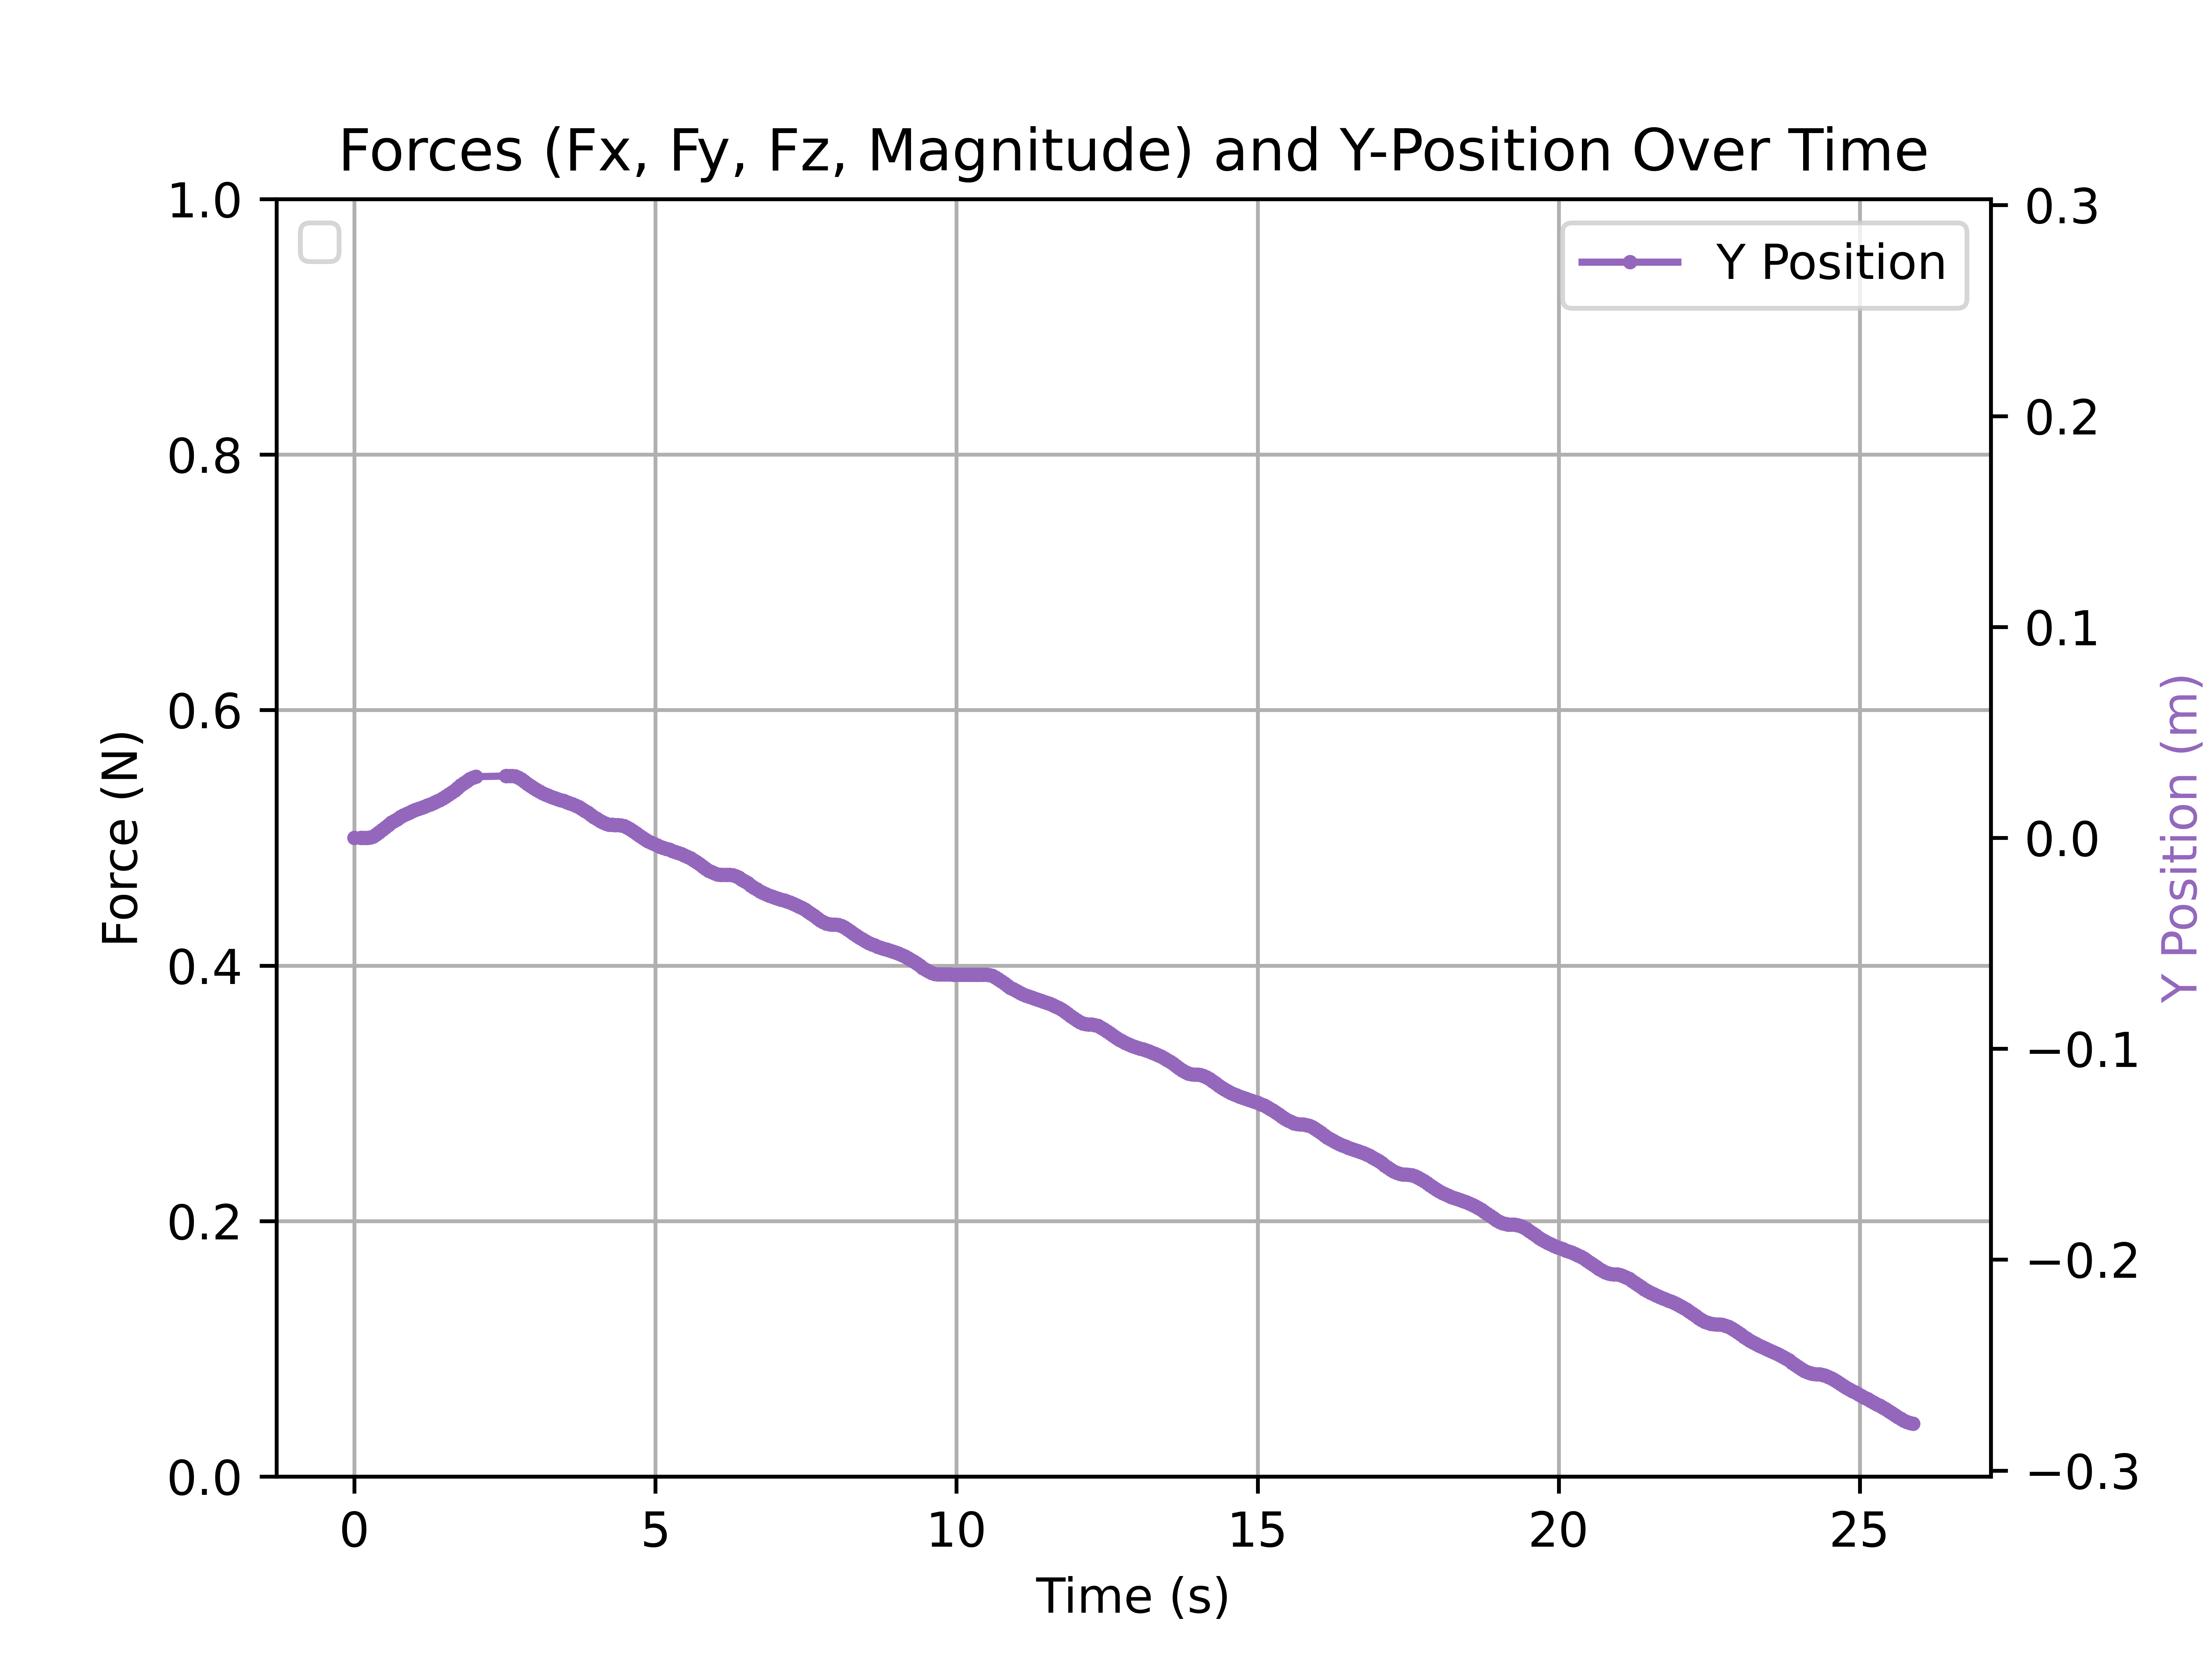 Forces (Fx, Fy, Fz, Magnitude) and Y-Position Over Time
Y Position
1.0
0.8
0.6
0.4
0.2
0.0
Force (N)
0.3
0.2
0.1
0.0
−0.1
−0.2
−0.3
Y Position (m)
0 5 10 15 20 25
Time (s)